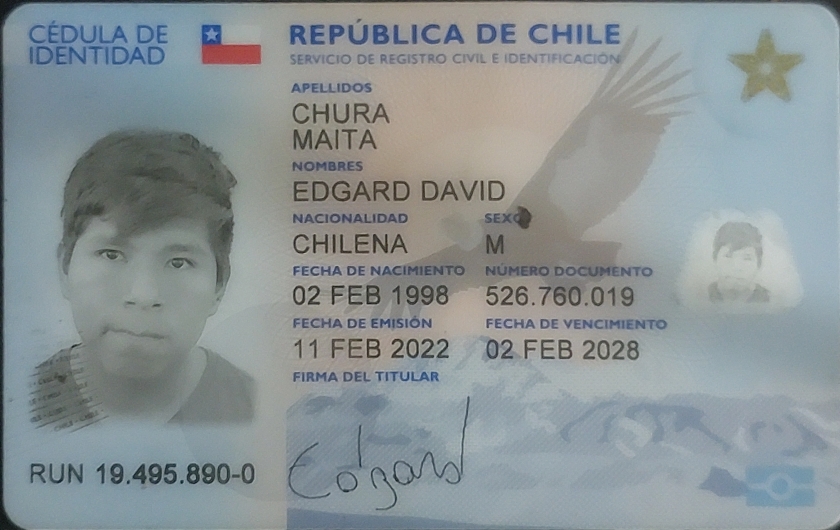 CÉDULA DE
IDENTIDAD
REPÚBLICA DE CHILE
SERVICIO DE REGISTRO CIVIL E IDENTIFICACIÓN
APELLIDOS
CHURA
MAITA
NOMBRES
EDGARD DAVID
NACIONALIDAD SEXO
CHILENA M
FECHA DE NACIMIENTO NÚMERO DOCUMENTO
02 FEB 1998 526.760.019
FECHA DE EMISIÓN FECHA DE VENCIMIENTO
11 FEB 2022 02 FEB 2028
FIRMA DEL TITULAR
Edgard
RUN 19.495.890-0